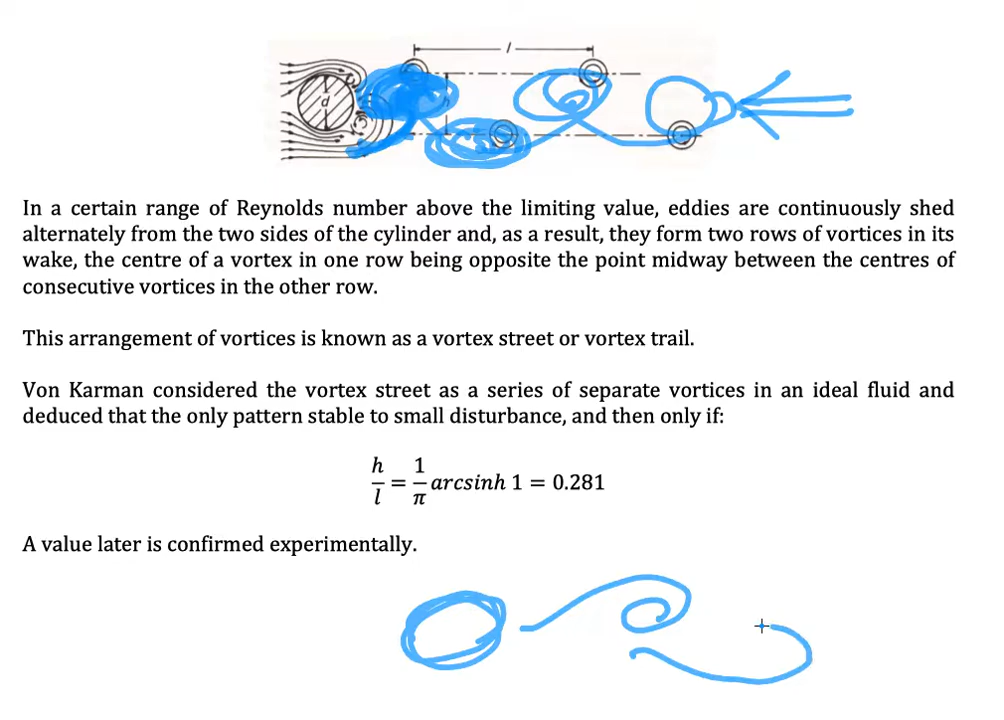 l
d
In a certain range of Reynolds number above the limiting value, eddies are continuously shed
alternately from the two sides of the cylinder and, as a result, they form two rows of vortices in its
wake, the centre of a vortex in one row being opposite the point midway between the centres of
consecutive vortices in the other row.
This arrangement of vortices is known as a vortex street or vortex trail.
Von Karman considered the vortex street as a series of separate vortices in an ideal fluid and
deduced that the only pattern stable to small disturbance, and then only if:
h/l = 1/π arcsinh 1 = 0.281
A value later is confirmed experimentally.